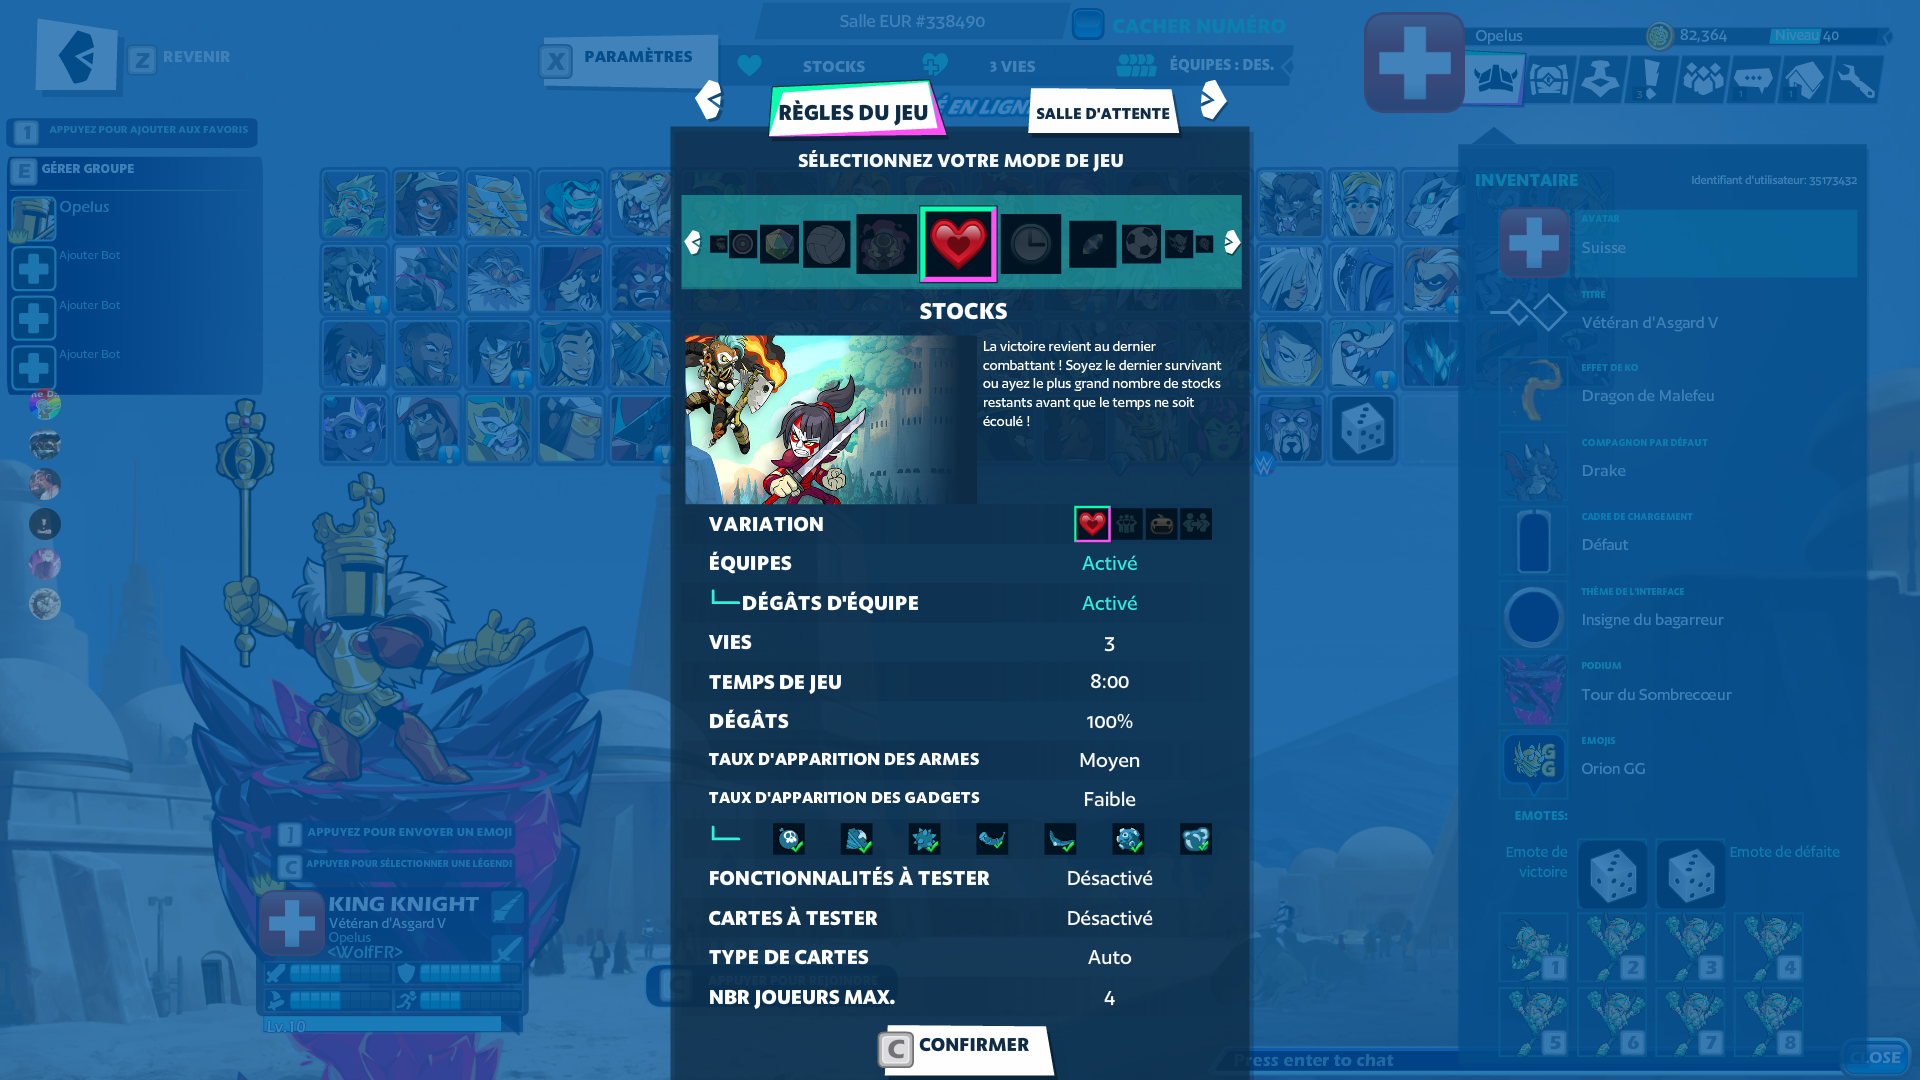 Salle EUR #338490
CACHER NUMÉRO
Z REVENIR
X PARAMÈTRES
STOCKS
3 VIES
ÉQUIPES : DES.
Opelus
82,364
Niveau 40
3
1
1
1 APPUYEZ POUR AJOUTER AUX FAVORIS
E GÉRER GROUPE
Opelus
Ajouter Bot
Ajouter Bot
Ajouter Bot
É EN LIGN
RÈGLES DU JEU
SALLE D'ATTENTE
SÉLECTIONNEZ VOTRE MODE DE JEU
STOCKS
La victoire revient au dernier
combattant ! Soyez le dernier survivant
ou ayez le plus grand nombre de stocks
restants avant que le temps ne soit
écoulé !
VARIATION
ÉQUIPES Activé
DÉGÂTS D'ÉQUIPE Activé
VIES 3
TEMPS DE JEU 8:00
DÉGÂTS 100%
TAUX D'APPARITION DES ARMES Moyen
TAUX D'APPARITION DES GADGETS Faible
FONCTIONNALITÉS À TESTER Désactivé
CARTES À TESTER Désactivé
TYPE DE CARTES Auto
C APPUYER POUR REJOINDRE
NBR JOUEURS MAX. 4
C CONFIRMER
J APPUYEZ POUR ENVOYER UN EMOJI
C APPUYER POUR SÉLECTIONNER UNE LÉGENDE
KING KNIGHT
Vétéran d'Asgard V
Opelus
<WolfFR>
Lv.10
INVENTAIRE
Identifiant d'utilisateur: 35173432
AVATAR
Suisse
TITRE
Vétéran d'Asgard V
EFFET DE KO
Dragon de Malefeu
COMPAGNON PAR DÉFAUT
Drake
CADRE DE CHARGEMENT
Défaut
THÈME DE L'INTERFACE
Insigne du bagarreur
PODIUM
Tour du Sombrecœur
EMOJIS
GG
Orion GG
EMOTES:
Emote de
victoire
Emote de défaite
1 2 3 4
5 6 7 8
Press enter to chat
CLOSE